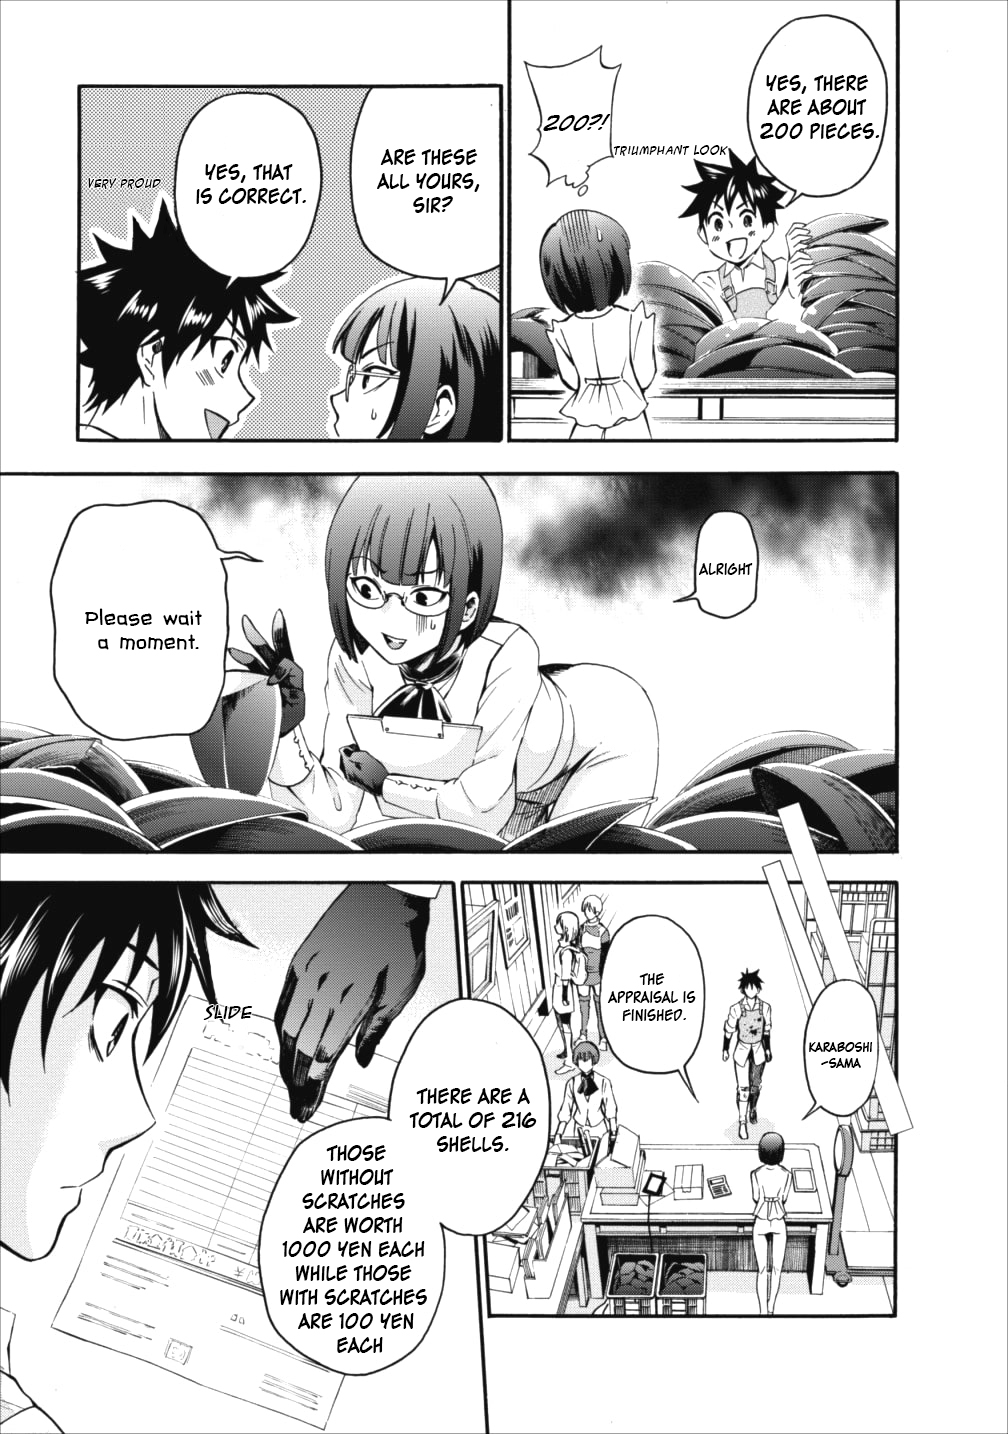 YES, THERE
ARE ABOUT
200 PIECES.
TRIUMPHANT LOOK
200?!
ARE THESE
ALL YOURS,
SIR?
YES, THAT
IS CORRECT.
VERY PROUD
ALRIGHT
Please wait
a moment.
KARABOSHI
~SAMA
THE
APPRAISAL IS
FINISHED.
SLIDE
THERE ARE A
TOTAL OF 216
SHELLS.
THOSE
WITHOUT
SCRATCHES
ARE WORTH
1000 YEN EACH
WHILE THOSE
WITH SCRATCHES
ARE 100 YEN
EACH